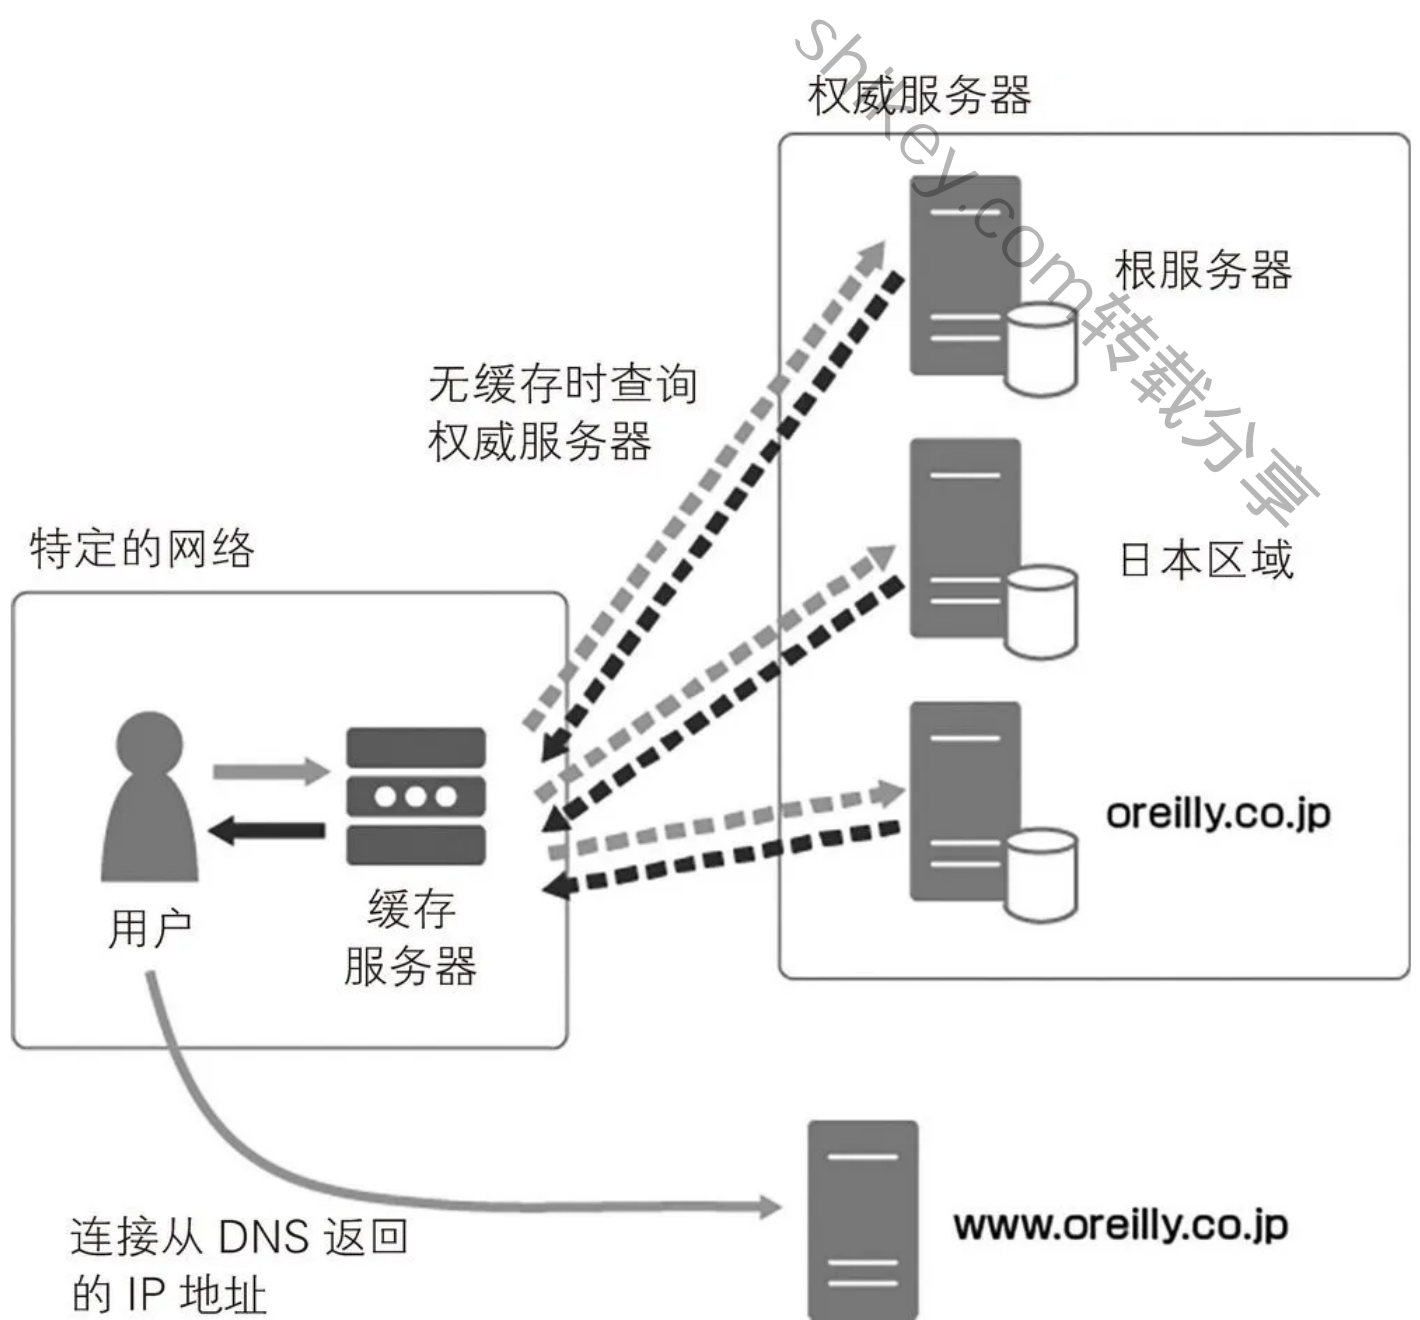 权威服务器
根服务器
无缓存时查询
权威服务器
特定的网络
日本区域
oreilly.co.jp
用户
缓存
服务器
连接从 DNS 返回
的 IP 地址
www.oreilly.co.jp
shikey.com转载分享